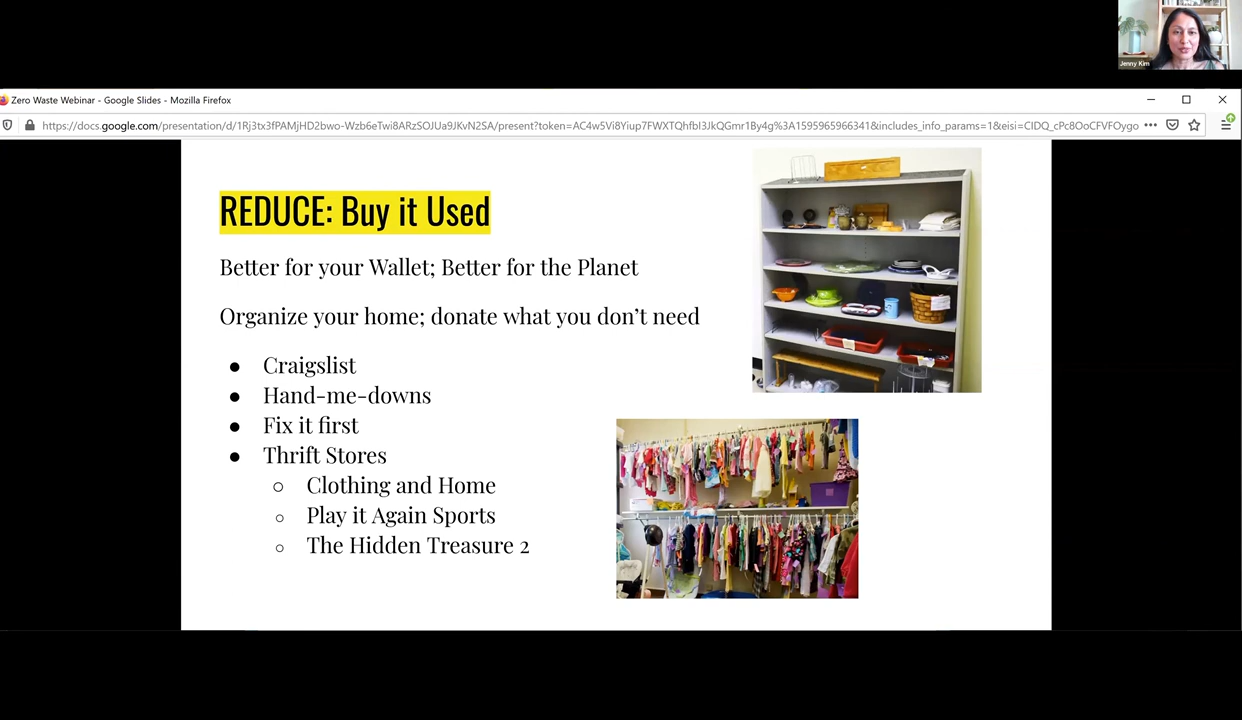 Jenny Kim
Zero Waste Webinar - Google Slides - Mozilla Firefox
https://docs.google.com/presentation/d/1Rj3tx3fPAMjHD2bwo-Wzb6eTwi8ARzSOJUa9JKvN2SA/present?token=AC4w5Vi8Yiup7FWXTQhfbI3JkQGmr1By4g%3A1595965966341&includes_info_params=1&eisi=CIDQ_cPc8OoCFVFOygo
REDUCE: Buy it Used
Better for your Wallet; Better for the Planet
Organize your home; donate what you don’t need
● Craigslist
● Hand-me-downs
● Fix it first
● Thrift Stores
○ Clothing and Home
○ Play it Again Sports
○ The Hidden Treasure 2